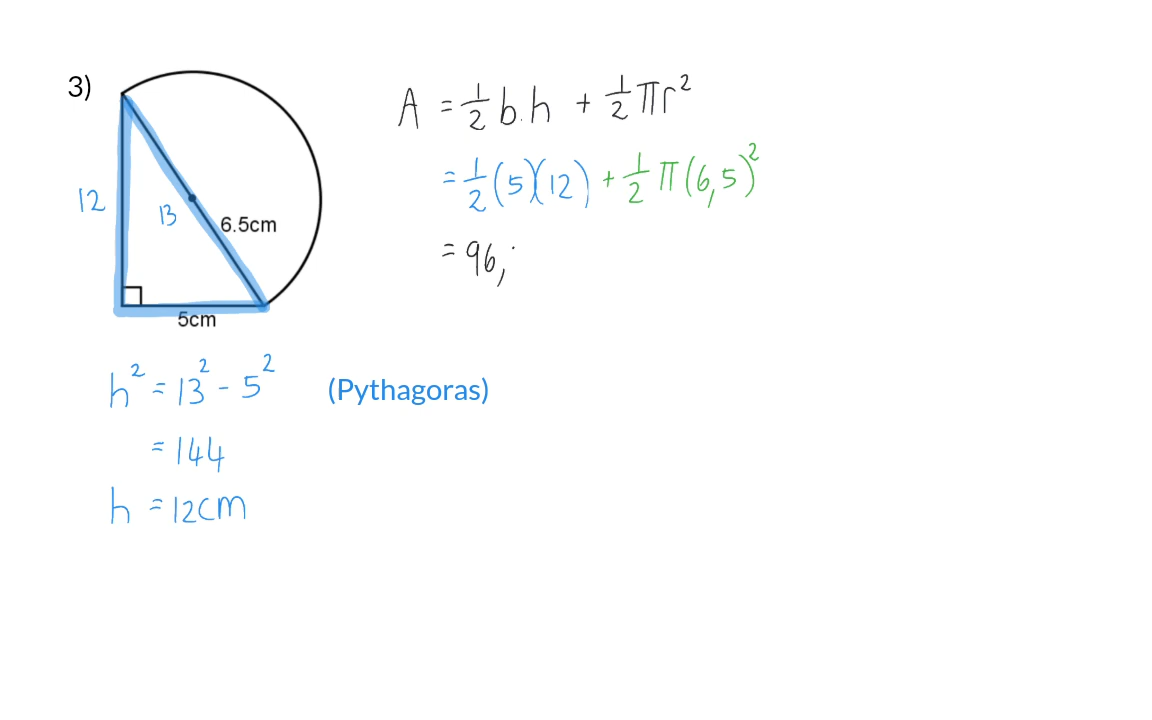 3)
A = 1/2 b.h + 1/2 πr²
= 1/2 (5)(12) + 1/2 π(6,5)²
= 96,
12
13
6.5cm
5cm
h² = 13² - 5² (Pythagoras)
= 144
h = 12cm